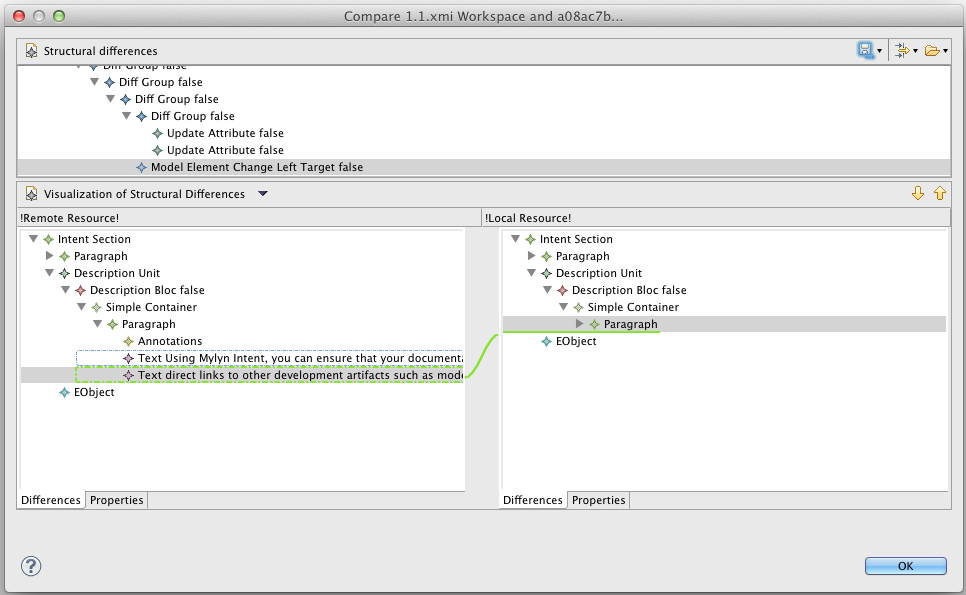 Compare 1.1.xmi Workspace and a08ac7b...
Structural differences
Diff Group false
Diff Group false
Diff Group false
Diff Group false
Update Attribute false
Update Attribute false
Model Element Change Left Target false
Visualization of Structural Differences
!Remote Resource!
!Local Resource!
Intent Section
Paragraph
Description Unit
Description Bloc false
Simple Container
Paragraph
Annotations
Text Using Mylyn Intent, you can ensure that your documenta
Text direct links to other development artifacts such as mode
EObject
Intent Section
Paragraph
Description Unit
Description Bloc false
Simple Container
Paragraph
EObject
Differences Properties
Differences Properties
?
OK